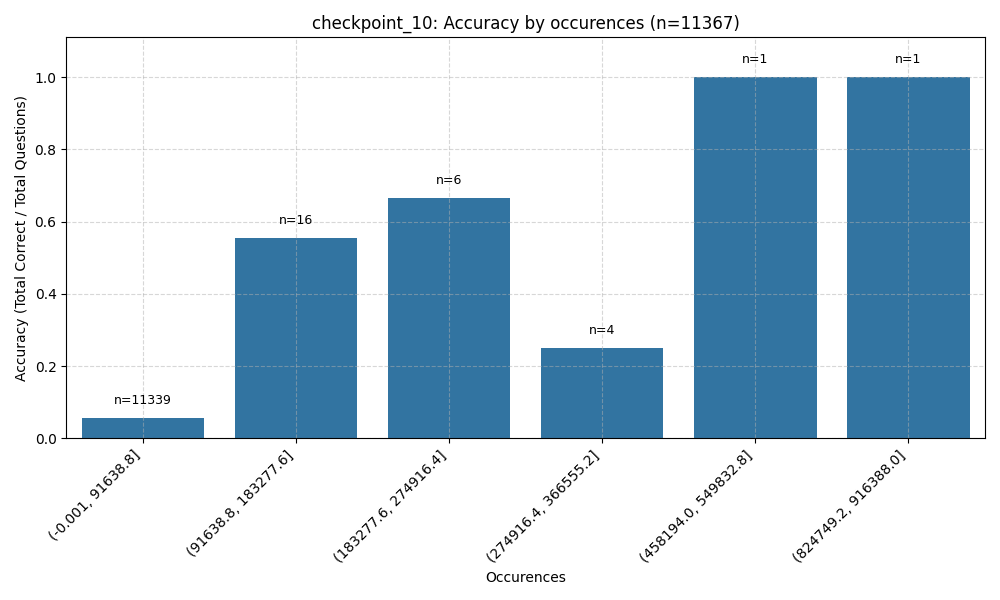 checkpoint_10: Accuracy by occurences (n=11367)
Accuracy (Total Correct / Total Questions)
1.0
0.8
0.6
0.4
0.2
0.0
n=11339
n=16
n=6
n=4
n=1
n=1
(-0.001, 91638.8]
(91638.8, 183277.6]
(183277.6, 274916.4]
(274916.4, 366555.2]
(458194.0, 549832.8]
(824749.2, 916388.0]
Occurences